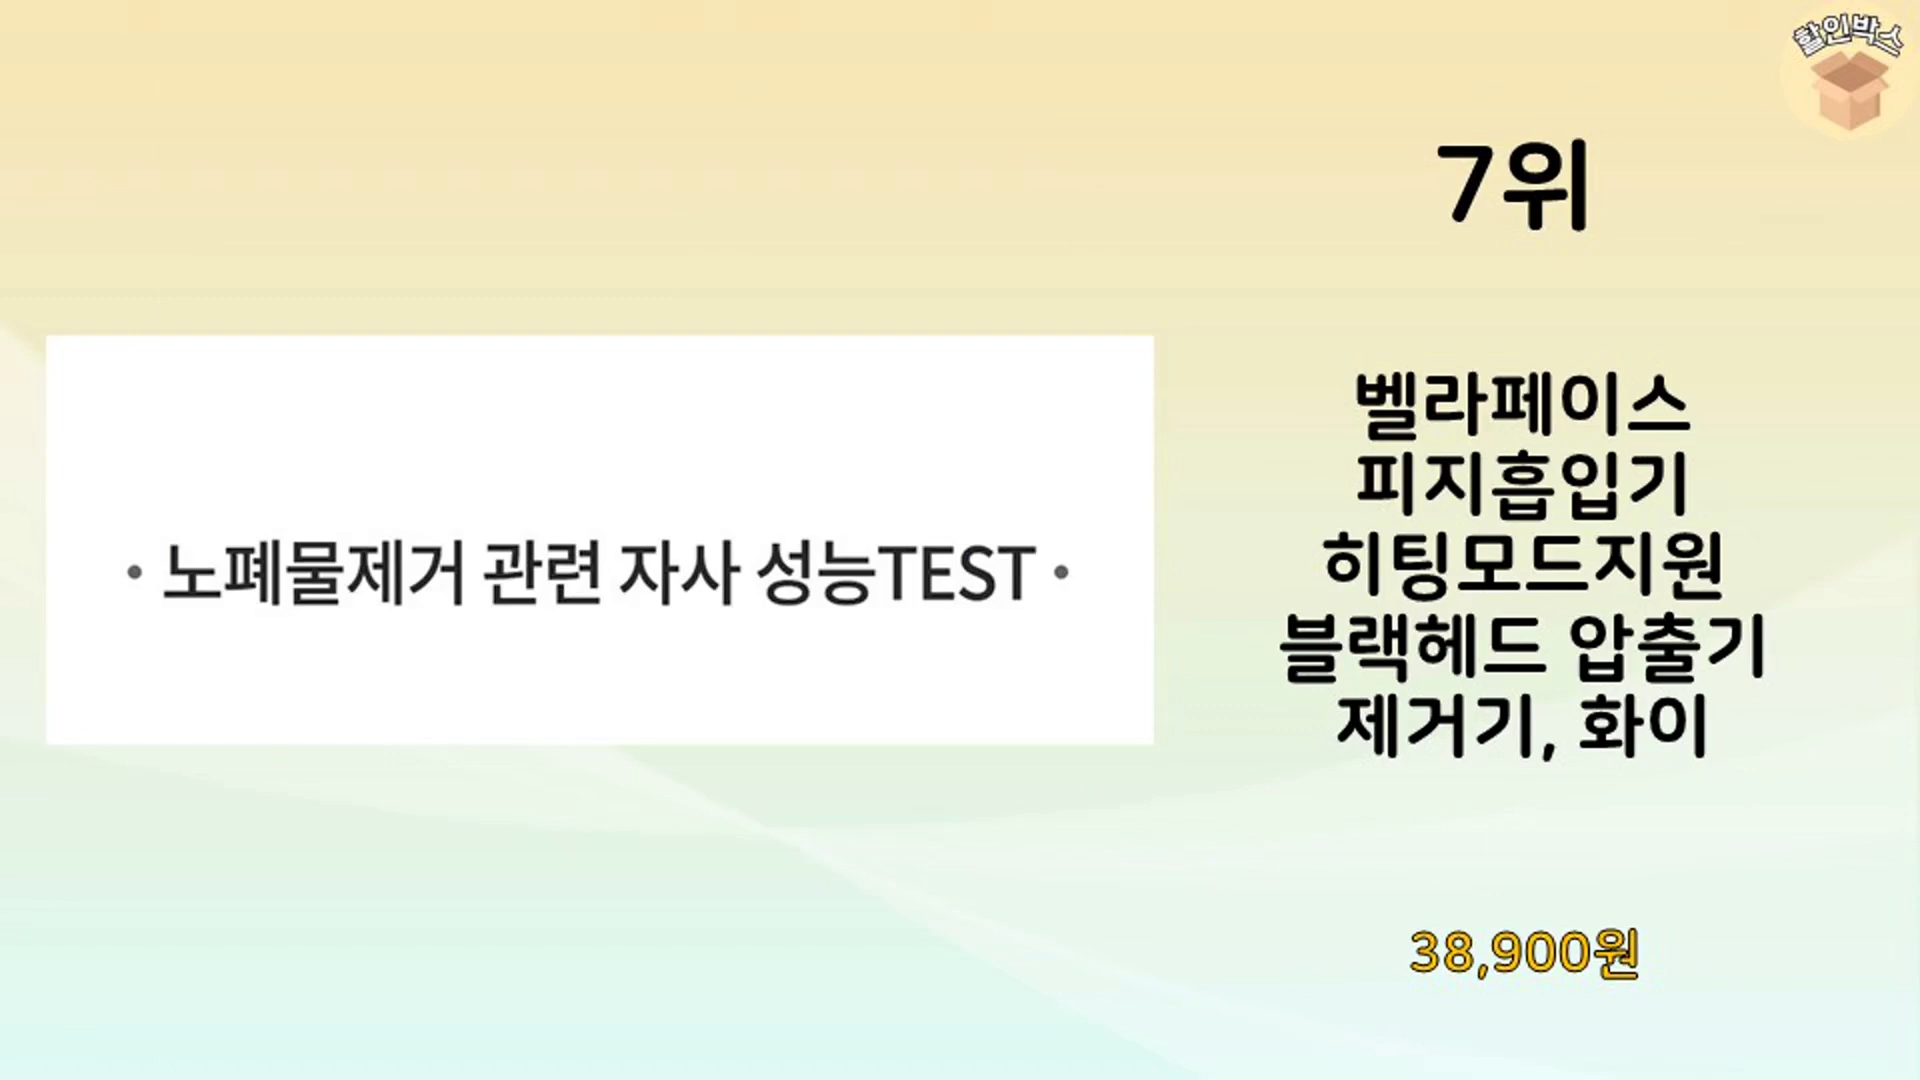 할인박스
7위
• 노폐물제거 관련 자사 성능TEST •
벨라페이스
피지흡입기
히팅모드지원
블랙헤드 압출기
제거기, 화이
38,900원